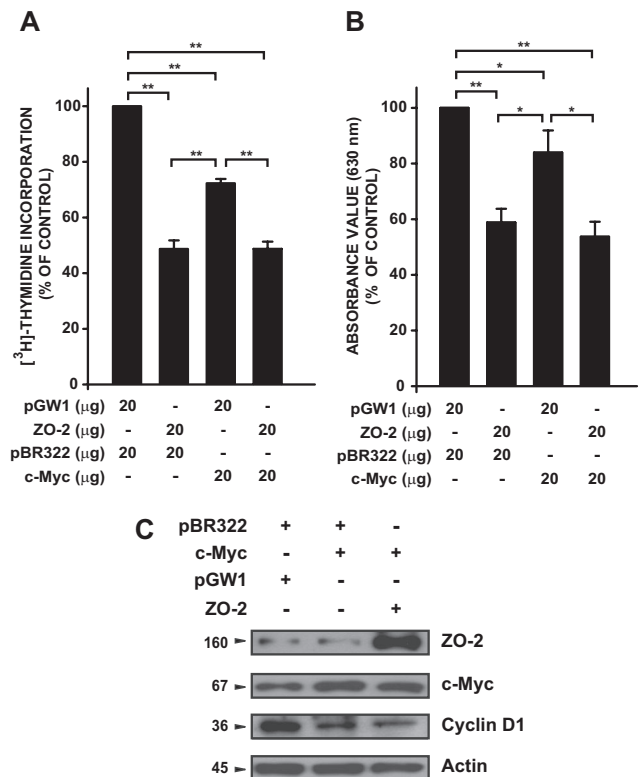 A
**
**
**
**
**
[³H]-THYMIDINE INCORPORATION
(% OF CONTROL)
100
80
60
40
20
0
pGW1 (μg) 20 - 20 -
ZO-2 (μg) - 20 - 20
pBR322 (μg) 20 20 - -
c-Myc (μg) - - 20 20
B
**
*
**
*
*
ABSORBANCE VALUE (630 nm)
(% OF CONTROL)
100
80
60
40
20
0
pGW1 (μg) 20 - 20 -
ZO-2 (μg) - 20 - 20
pBR322 (μg) 20 20 - -
c-Myc (μg) - - 20 20
C
pBR322 + + -
c-Myc - + +
pGW1 + - -
ZO-2 - - +
160 ZO-2
67 c-Myc
36 Cyclin D1
45 Actin